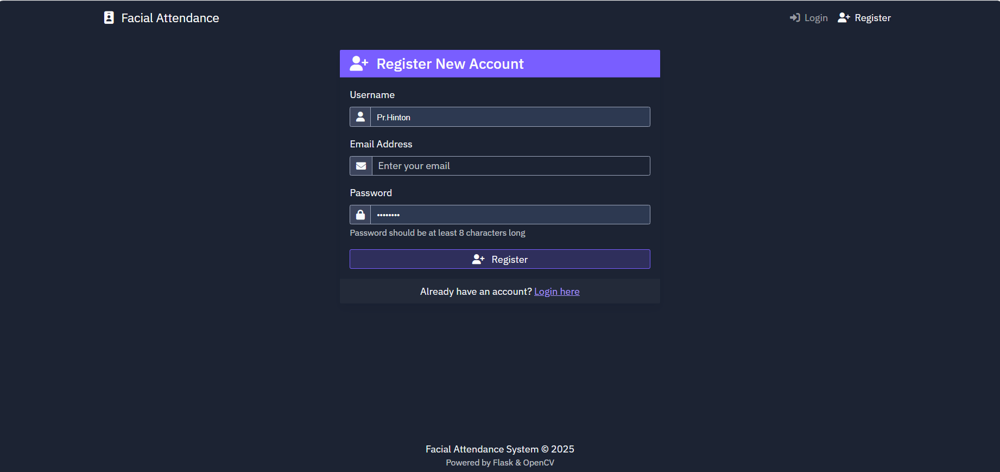 Facial Attendance
Login
Register
Register New Account
Username
Pr.Hinton
Email Address
Enter your email
Password
••••••••
Password should be at least 8 characters long
Register
Already have an account? Login here
Facial Attendance System © 2025
Powered by Flask & OpenCV